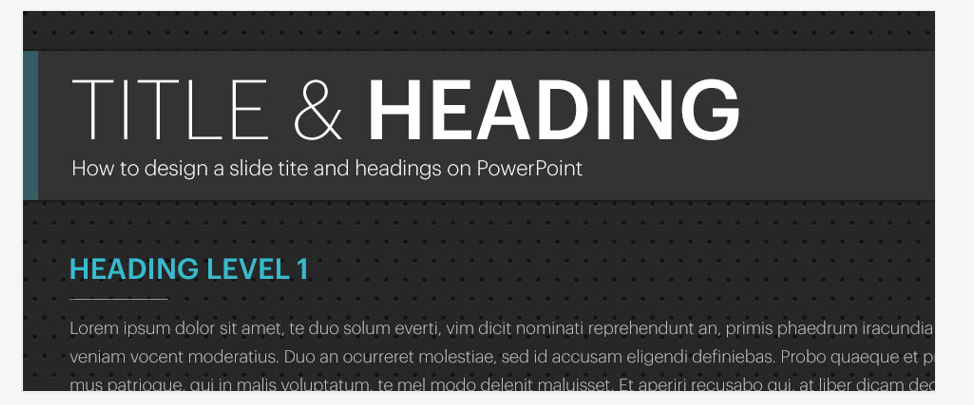 TITLE & HEADING
How to design a slide tite and headings on PowerPoint
HEADING LEVEL 1
Lorem ipsum dolor sit amet, te duo solum everti, vim dicit nominati reprehendunt an, primis phaedrum iracundia
veniam vocent moderatius. Duo an ocurreret molestiae, sed id accusam eligendi definiebas. Probo quaeque et
mus patrioque, qui in malis voluptatum, te mel modo delenit maluisset. Et aperiri recusabo qui, at liber dicam